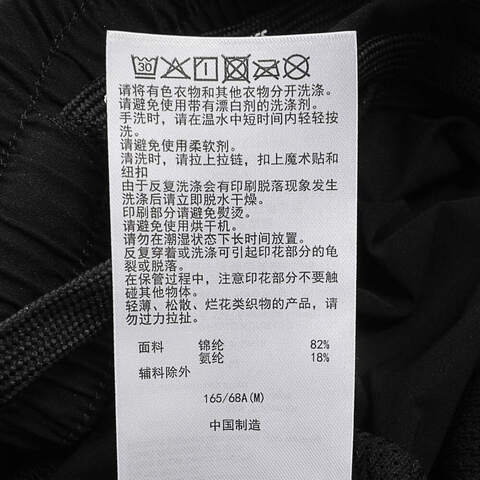 30
请将有色衣物和其他衣物分开洗涤。
请避免使用带有漂白剂的洗涤剂。
手洗时，请在温水中短时间内轻轻按
洗。
请避免使用柔软剂。
清洗时，请拉上拉链，扣上魔术贴和
纽扣
由于反复洗涤会有印刷脱落现象发生
洗涤后请立即脱水干燥。
印刷部分请避免熨烫。
请避免使用烘干机。
请勿在潮湿状态下长时间放置。
反复穿着或洗涤可引起印花部分的龟
裂或脱落。
在保管过程中，注意印花部分不要接
碰其他物体。
轻薄、松散、烂花类织物的产品，请
勿过力拉扯。
面料 锦纶 82%
氨纶 18%
辅料除外
165/68A(M)
中国制造